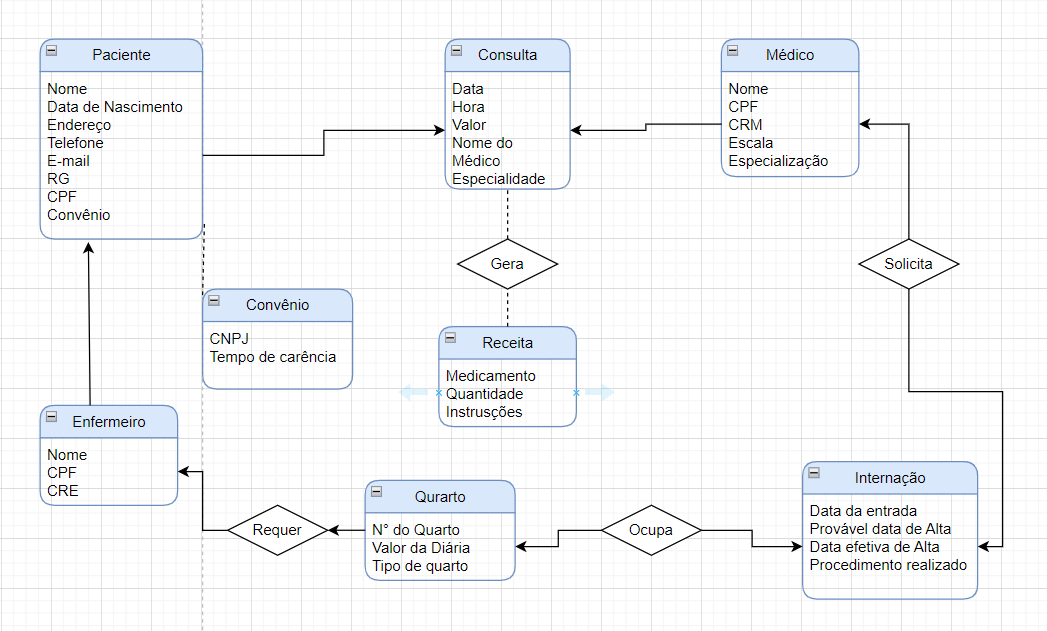 Paciente
Nome
Data de Nascimento
Endereço
Telefone
E-mail
RG
CPF
Convênio
Consulta
Data
Hora
Valor
Nome do
Médico
Especialidade
Médico
Nome
CPF
CRM
Escala
Especialização
Gera
Solicita
Convênio
CNPJ
Tempo de carência
Receita
Medicamento
Quantidade
Instrusções
Enfermeiro
Nome
CPF
CRE
Requer
Qurarto
N° do Quarto
Valor da Diária
Tipo de quarto
Ocupa
Internação
Data da entrada
Provável data de Alta
Data efetiva de Alta
Procedimento realizado